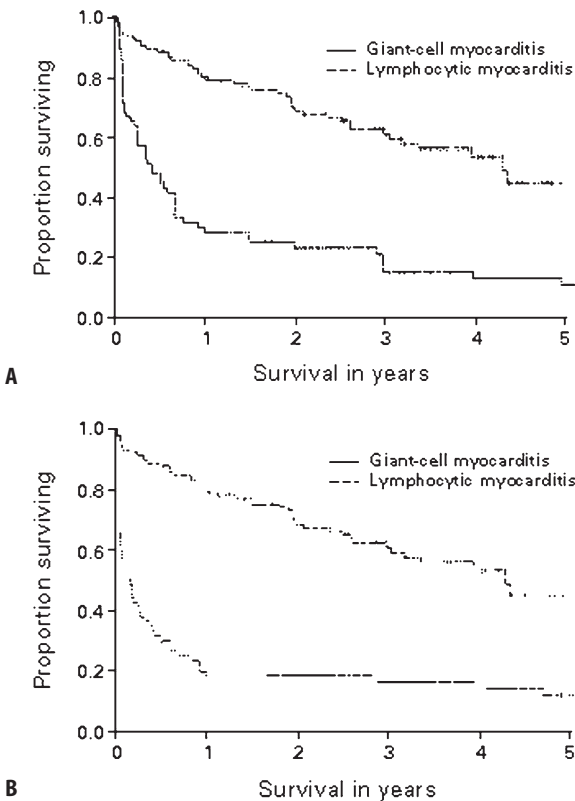 1.0
0.8
0.6
0.4
0.2
0.0
Proportion surviving
Giant-cell myocarditis
Lymphocytic myocarditis
0 1 2 3 4 5
Survival in years
A
1.0
0.8
0.6
0.4
0.2
0.0
Proportion surviving
Giant-cell myocarditis
Lymphocytic myocarditis
0 1 2 3 4 5
Survival in years
B